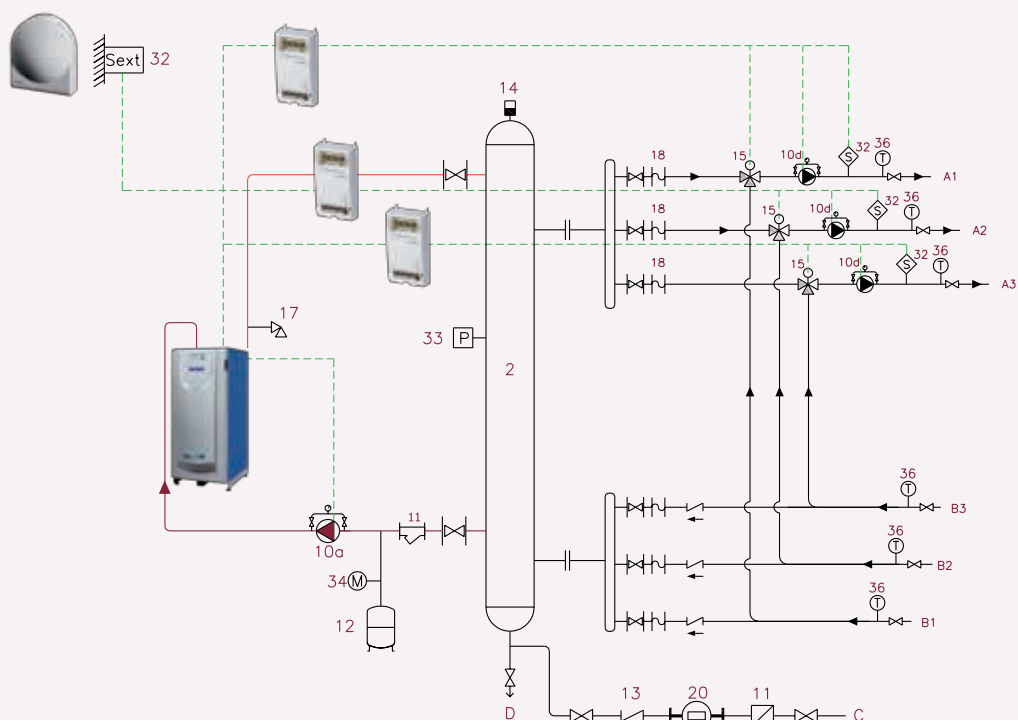 Sext 32
14
18 15 10d S 32 T 36 A1
18 15 10d S 32 T 36 A2
18 15 10d S 32 T 36 A3
17
33 P
2
36 T B3
10a 11
36 T B2
34 M
36 T B1
12
13 20 11
D C